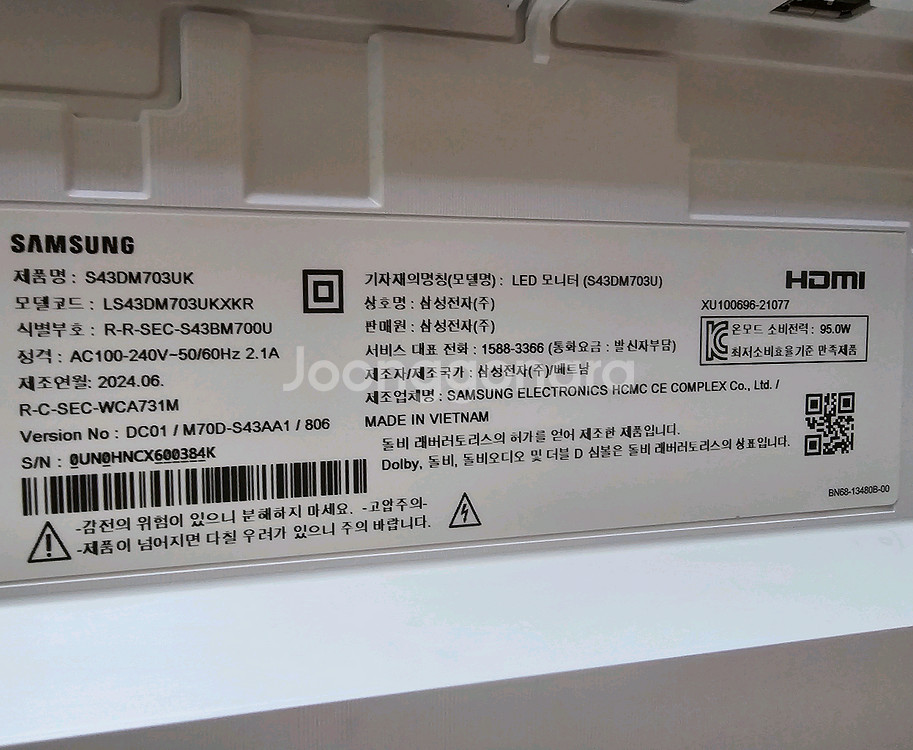 SAMSUNG
제품명 : S43DM703UK
모델코드 : LS43DM703UKXKR
식별부호 : R-R-SEC-S43BM700U
정격 : AC100-240V~50/60Hz 2.1A
제조연월: 2024.06.
R-C-SEC-WCA731M
Version No : DC01 / M70D-S43AA1 / 806
S/N : 0UN0HNCX600384K
-감전의 위험이 있으니 분해하지 마세요. -고압주의-
-제품이 넘어지면 다칠 우려가 있으니 주의 바랍니다.
기자재의명칭(모델명) : LED 모니터 (S43DM703U)
상호명 : 삼성전자(주)
판매원 : 삼성전자(주)
서비스 대표 전화 : 1588-3366 (통화요금 : 발신자부담)
제조자/제조국가 : 삼성전자(주)/베트남
제조업체명 : SAMSUNG ELECTRONICS HCMC CE COMPLEX Co., Ltd. /
MADE IN VIETNAM
돌비 래버러토리스의 허가를 얻어 제조한 제품입니다.
Dolby, 돌비, 돌비오디오 및 더블 D 심볼은 돌비 래버러토리스의 상표입니다.
HDMI
XU100696-21077
온모드 소비전력 : 95.0W
최저소비효율기준 만족제품
BN68-13480B-00
Joongonara